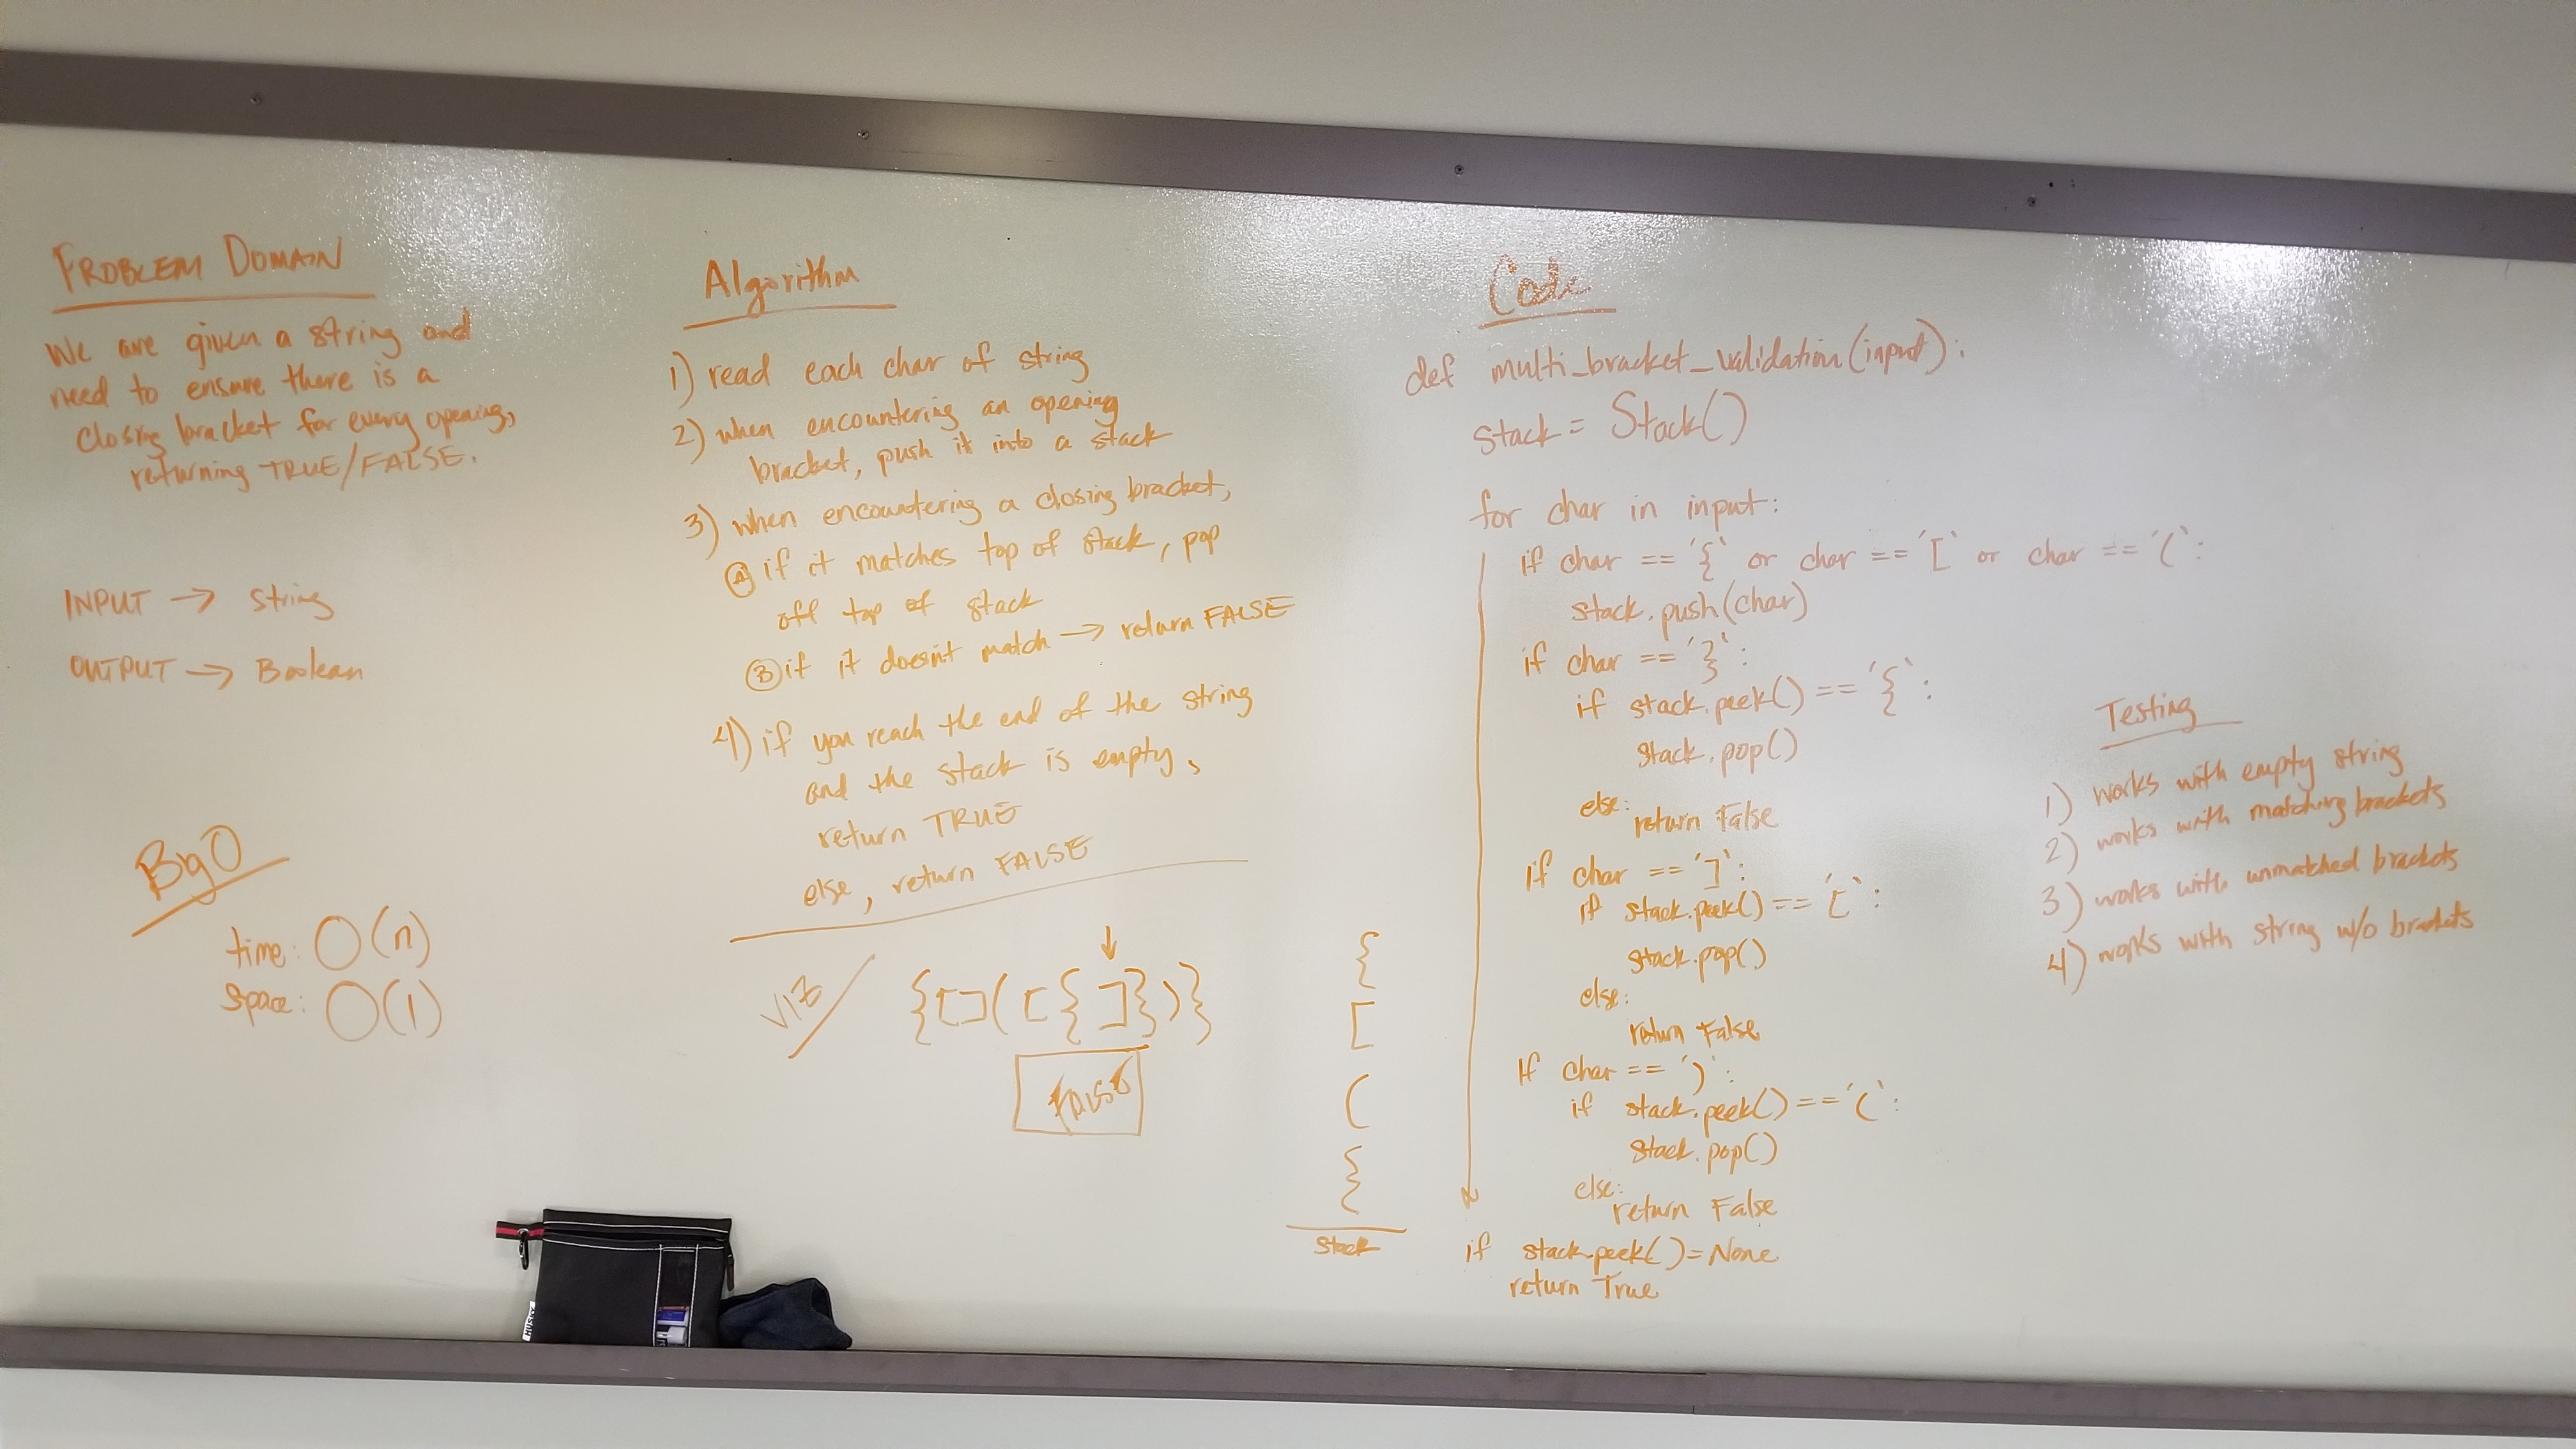 PROBLEM DOMAIN
We are given a string and
need to ensure there is a
closing bracket for every opening,
returning TRUE/FALSE.
INPUT → string
OUTPUT → Boolean
Big O
time: O(n)
space: O(1)
Algorithm
1) read each char of string
2) when encountering an opening
bracket, push it into a stack
3) when encountering a closing bracket,
Ⓐ if it matches top of stack, pop
off top of stack
Ⓑ if it doesn't match → return FALSE
4) if you reach the end of the string
and the stack is empty,
return TRUE
else, return FALSE
VIZ
↓
{[]([{]})}
FALSE
{
[
(
{
Stack
Code
def multi_bracket_validation(input):
stack = Stack()
for char in input:
if char == '{' or char == '[' or char == '(':
stack.push(char)
if char == '}':
if stack.peek() == '{':
stack.pop()
else:
return False
if char == ']':
if stack.peek() == '[':
stack.pop()
else:
return False
If char == ')':
if stack.peek() == '(':
stack.pop()
else:
return False
if stack.peek() = None
return True
Testing
1) works with empty string
2) works with matching brackets
3) works with unmatched brackets
4) works with string w/o brackets
HUSKY